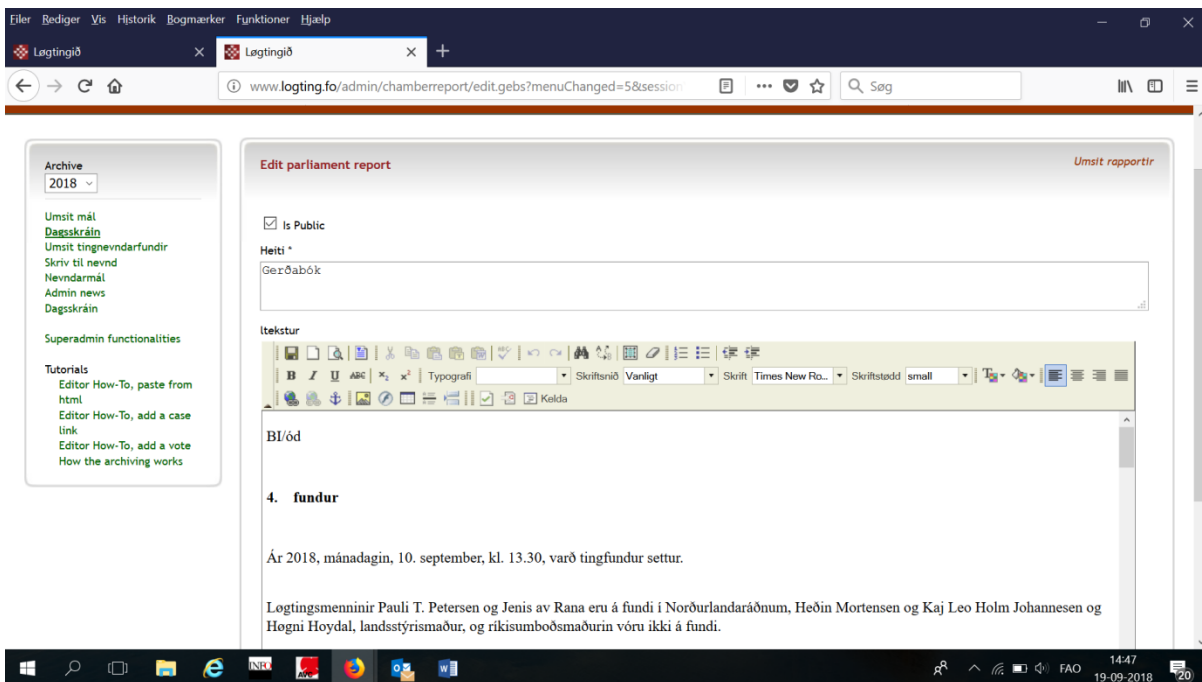 Filer Rediger Vis Historik Bogmærker Funktioner Hjælp
Løgtingið
Løgtingið
www.logting.fo/admin/chamberreport/edit.gebs?menuChanged=5&session
Søg
Archive
2018
Umsit mál
Dagsskráin
Umsit tingnevndarfundir
Skriv til nevnd
Nevndarmál
Admin news
Dagsskráin
Superadmin functionalities
Tutorials
Editor How-To, paste from
html
Editor How-To, add a case
link
Editor How-To, add a vote
How the archiving works
Edit parliament report
Umsit rapportir
Is Public
Heiti *
Gerðabók
Itekstur
B I U ABC x₂ x² Typografi Skriftsnið Vanligt Skrift Times New Ro... Skriftstødd small
Kelda
BI/ód
4. fundur
Ár 2018, mánadagin, 10. september, kl. 13.30, varð tingfundur settur.
Løgtingsmenninir Pauli T. Petersen og Jenis av Rana eru á fundi í Norðurlandaráðnum, Heðin Mortensen og Kaj Leo Holm Johannesen og
Høgni Hoydal, landsstýrismaður, og ríkisumboðsmaðurin vóru ikki á fundi.
INFO
FAO
14:47
19-09-2018
20